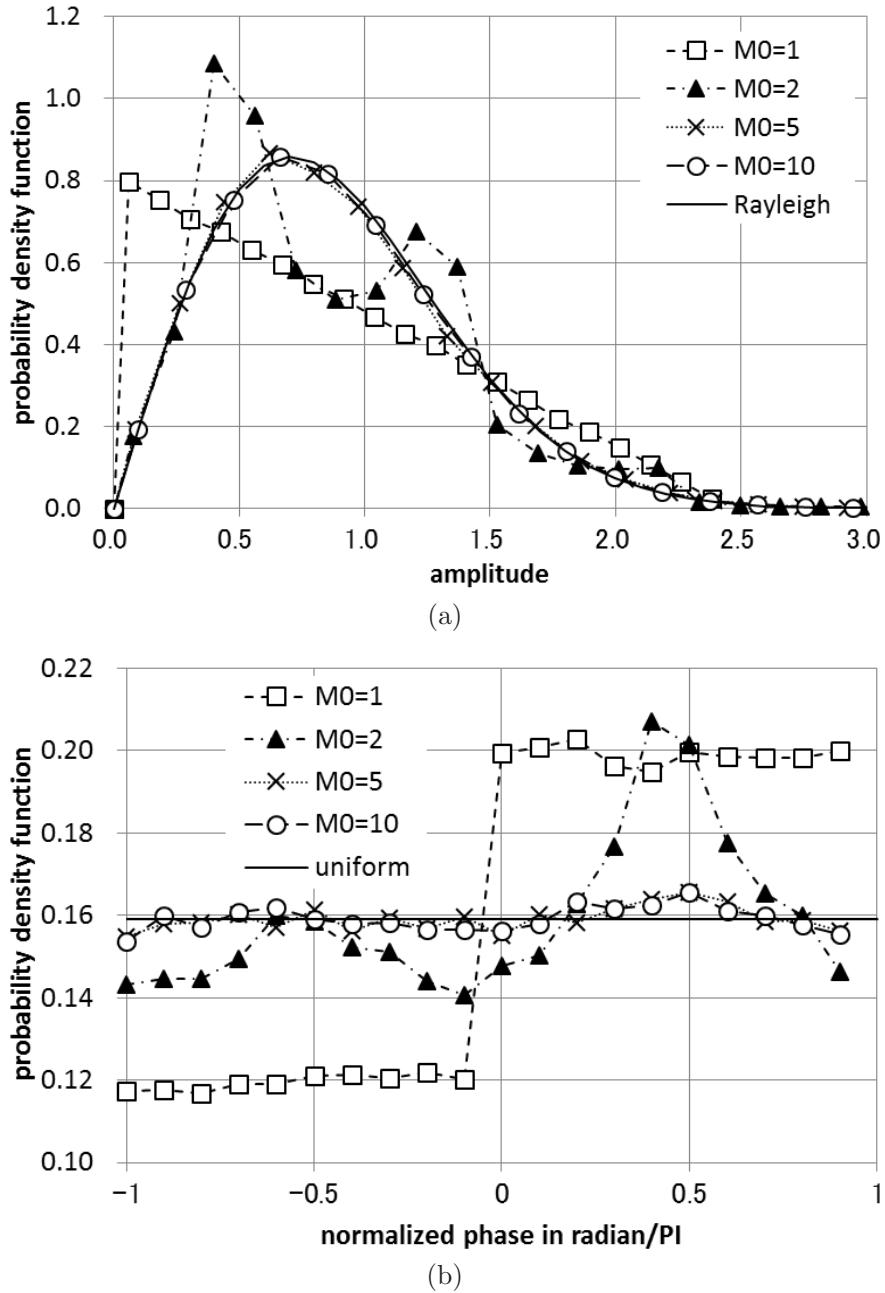 1.2
1.0
0.8
0.6
0.4
0.2
0.0
probability density function
M0=1
M0=2
M0=5
M0=10
Rayleigh
0.0 0.5 1.0 1.5 2.0 2.5 3.0
amplitude
(a)
0.22
0.20
0.18
0.16
0.14
0.12
0.10
probability density function
M0=1
M0=2
M0=5
M0=10
uniform
−1 −0.5 0 0.5 1
normalized phase in radian/PI
(b)